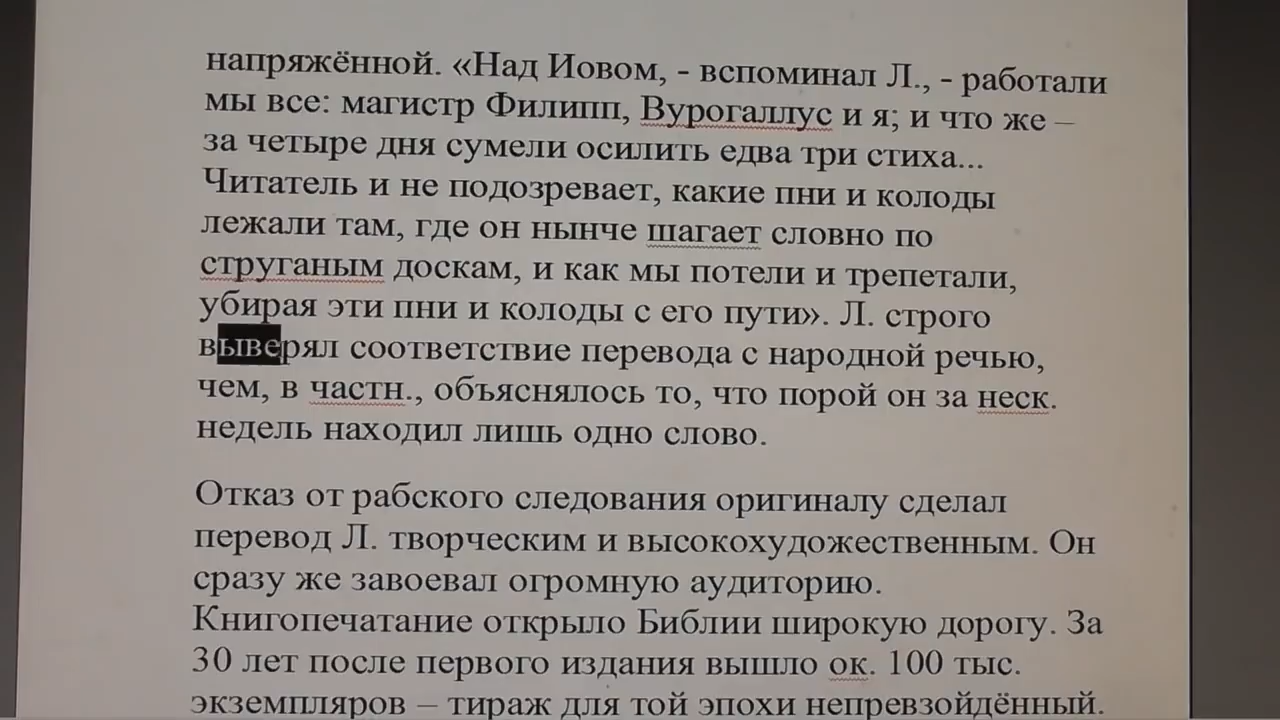 напряжённой. «Над Иовом, - вспоминал Л., - работали
мы все: магистр Филипп, Вурогаллус и я; и что же –
за четыре дня сумели осилить едва три стиха...
Читатель и не подозревает, какие пни и колоды
лежали там, где он нынче шагает словно по
струганым доскам, и как мы потели и трепетали,
убирая эти пни и колоды с его пути». Л. строго
выверял соответствие перевода с народной речью,
чем, в частн., объяснялось то, что порой он за неск.
недель находил лишь одно слово.
Отказ от рабского следования оригиналу сделал
перевод Л. творческим и высокохудожественным. Он
сразу же завоевал огромную аудиторию.
Книгопечатание открыло Библии широкую дорогу. За
30 лет после первого издания вышло ок. 100 тыс.
экземпляров – тираж для той эпохи непревзойдённый.